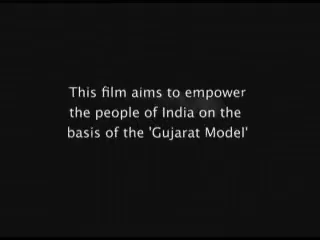 This film aims to empower
the people of India on the
basis of the 'Gujarat Model'